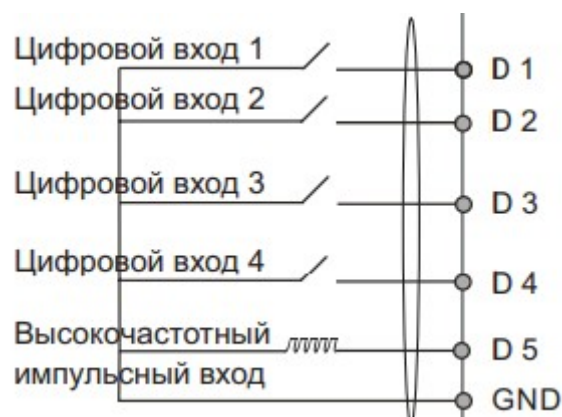 Цифровой вход 1
D 1
Цифровой вход 2
D 2
Цифровой вход 3
D 3
Цифровой вход 4
D 4
Высокочастотный
импульсный вход
D 5
GND